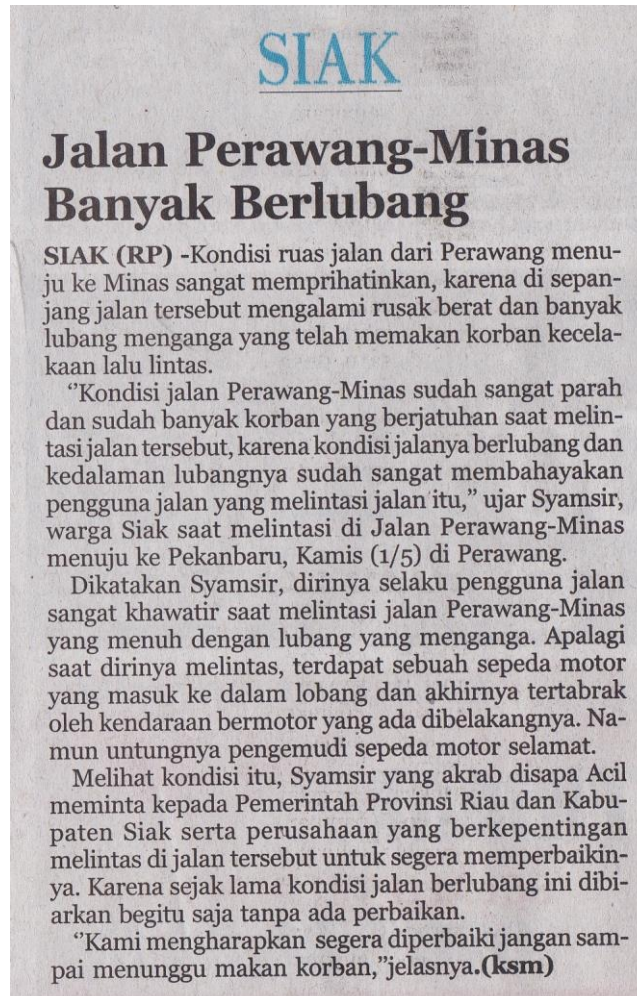 SIAK
Jalan Perawang-Minas
Banyak Berlubang
SIAK (RP) -Kondisi ruas jalan dari Perawang menu-
ju ke Minas sangat memprihatinkan, karena di sepan-
jang jalan tersebut mengalami rusak berat dan banyak
lubang menganga yang telah memakan korban kecela-
kaan lalu lintas.
“Kondisi jalan Perawang-Minas sudah sangat parah
dan sudah banyak korban yang berjatuhan saat melin-
tasi jalan tersebut, karena kondisi jalanya berlubang dan
kedalaman lubangnya sudah sangat membahayakan
pengguna jalan yang melintasi jalan itu,” ujar Syamsir,
warga Siak saat melintasi di Jalan Perawang-Minas
menuju ke Pekanbaru, Kamis (1/5) di Perawang.
Dikatakan Syamsir, dirinya selaku pengguna jalan
sangat khawatir saat melintasi jalan Perawang-Minas
yang menuh dengan lubang yang menganga. Apalagi
saat dirinya melintas, terdapat sebuah sepeda motor
yang masuk ke dalam lobang dan akhirnya tertabrak
oleh kendaraan bermotor yang ada dibelakangnya. Na-
mun untungnya pengemudi sepeda motor selamat.
Melihat kondisi itu, Syamsir yang akrab disapa Acil
meminta kepada Pemerintah Provinsi Riau dan Kabu-
paten Siak serta perusahaan yang berkepentingan
melintas di jalan tersebut untuk segera memperbaikin-
ya. Karena sejak lama kondisi jalan berlubang ini dibi-
arkan begitu saja tanpa ada perbaikan.
“Kami mengharapkan segera diperbaiki jangan sam-
pai menunggu makan korban,”jelasnya.(ksm)